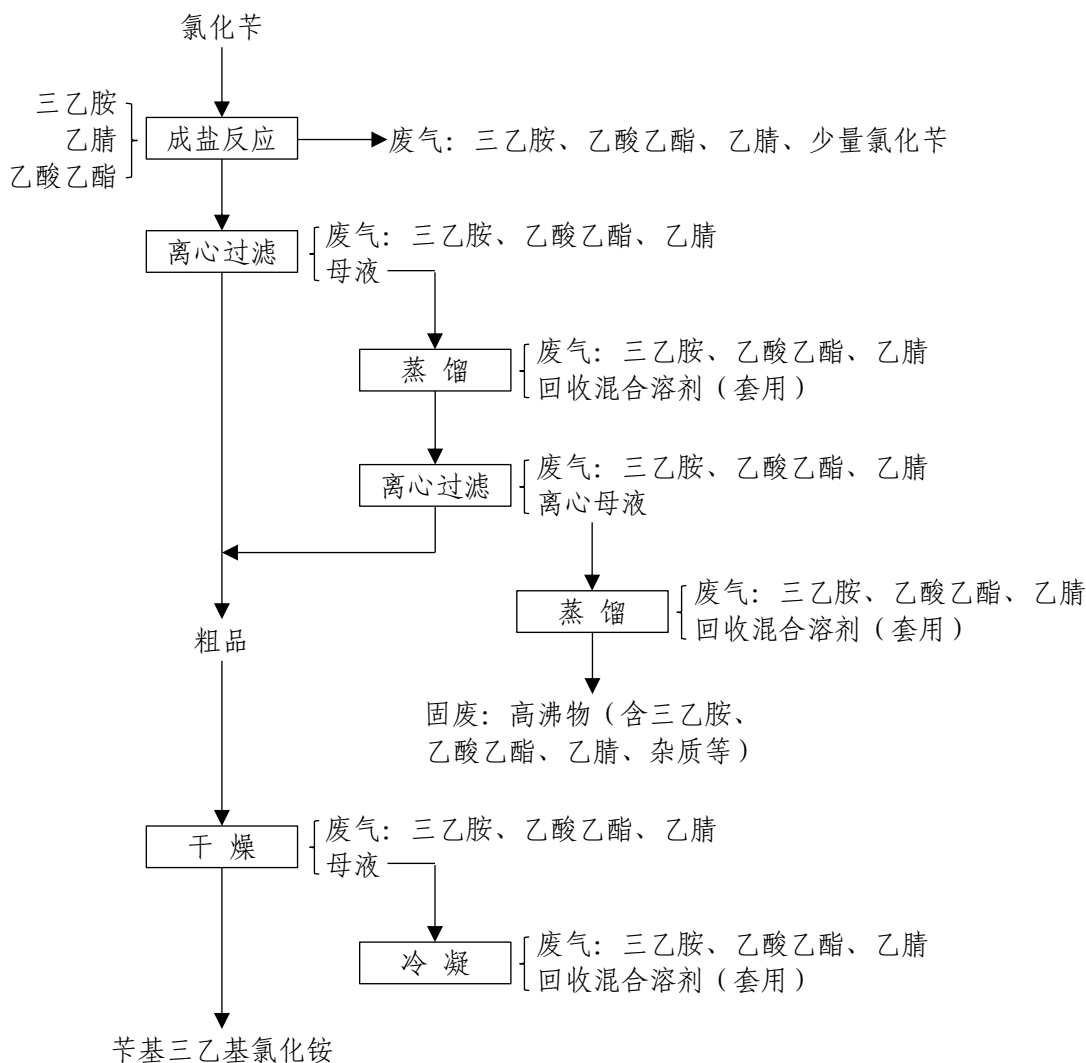 氯化苄
三乙胺
乙腈
乙酸乙酯
成盐反应
废气：三乙胺、乙酸乙酯、乙腈、少量氯化苄
离心过滤
废气：三乙胺、乙酸乙酯、乙腈
母液
蒸馏
废气：三乙胺、乙酸乙酯、乙腈
回收混合溶剂（套用）
离心过滤
废气：三乙胺、乙酸乙酯、乙腈
离心母液
蒸馏
废气：三乙胺、乙酸乙酯、乙腈
回收混合溶剂（套用）
粗品
固废：高沸物（含三乙胺、
乙酸乙酯、乙腈、杂质等）
干燥
废气：三乙胺、乙酸乙酯、乙腈
母液
冷凝
废气：三乙胺、乙酸乙酯、乙腈
回收混合溶剂（套用）
苄基三乙基氯化铵